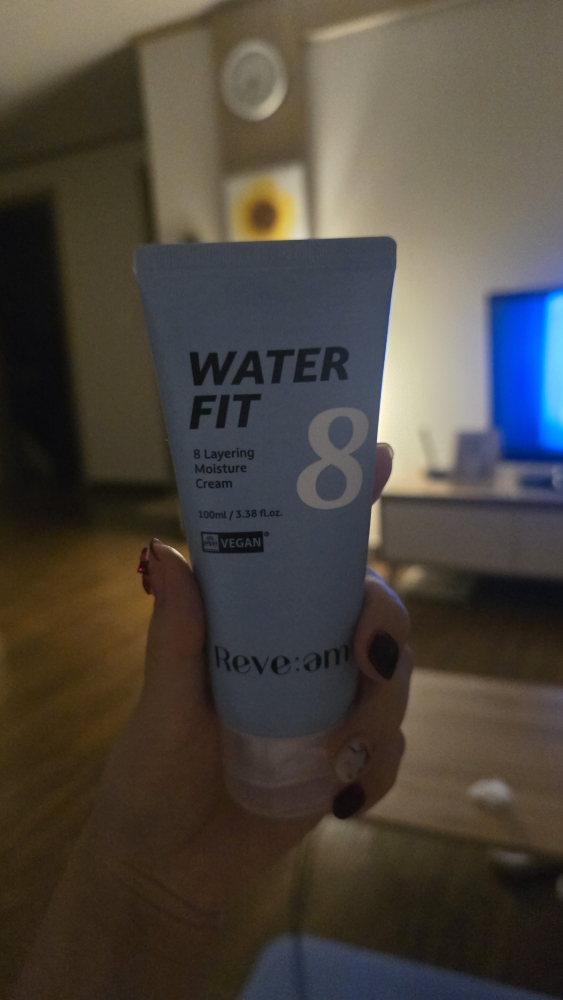 WATER
FIT
8
8 Layering
Moisture
Cream
100ml / 3.38 fl.oz.
VEGAN
Reve:am